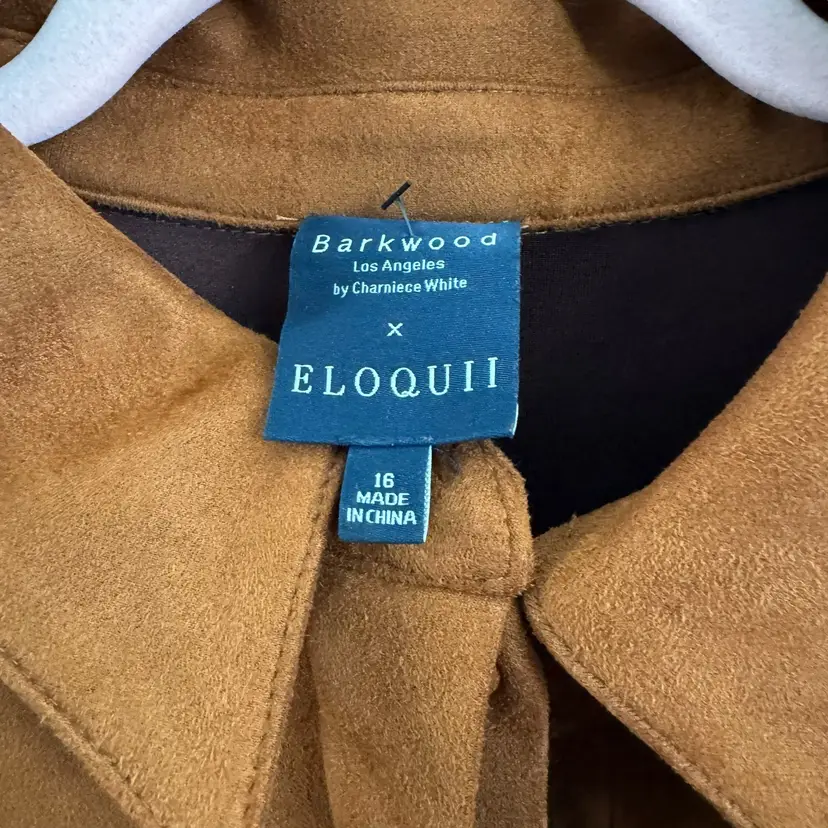 Barkwood
Los Angeles
by Charniece White
x
ELOQUII
16
MADE
IN CHINA